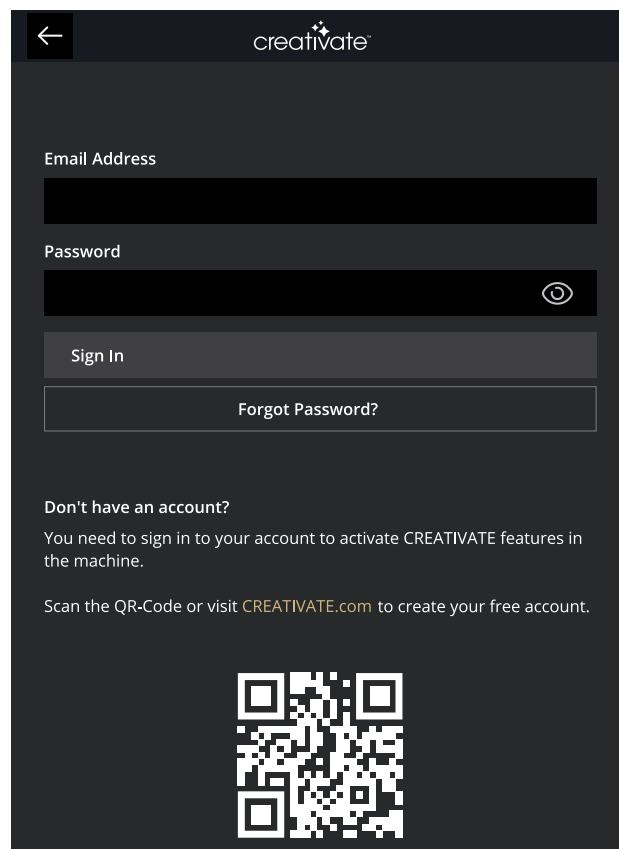 creativate™
Email Address
Password
Sign In
Forgot Password?
Don't have an account?
You need to sign in to your account to activate CREATIVATE features in
the machine.
Scan the QR-Code or visit CREATIVATE.com to create your free account.